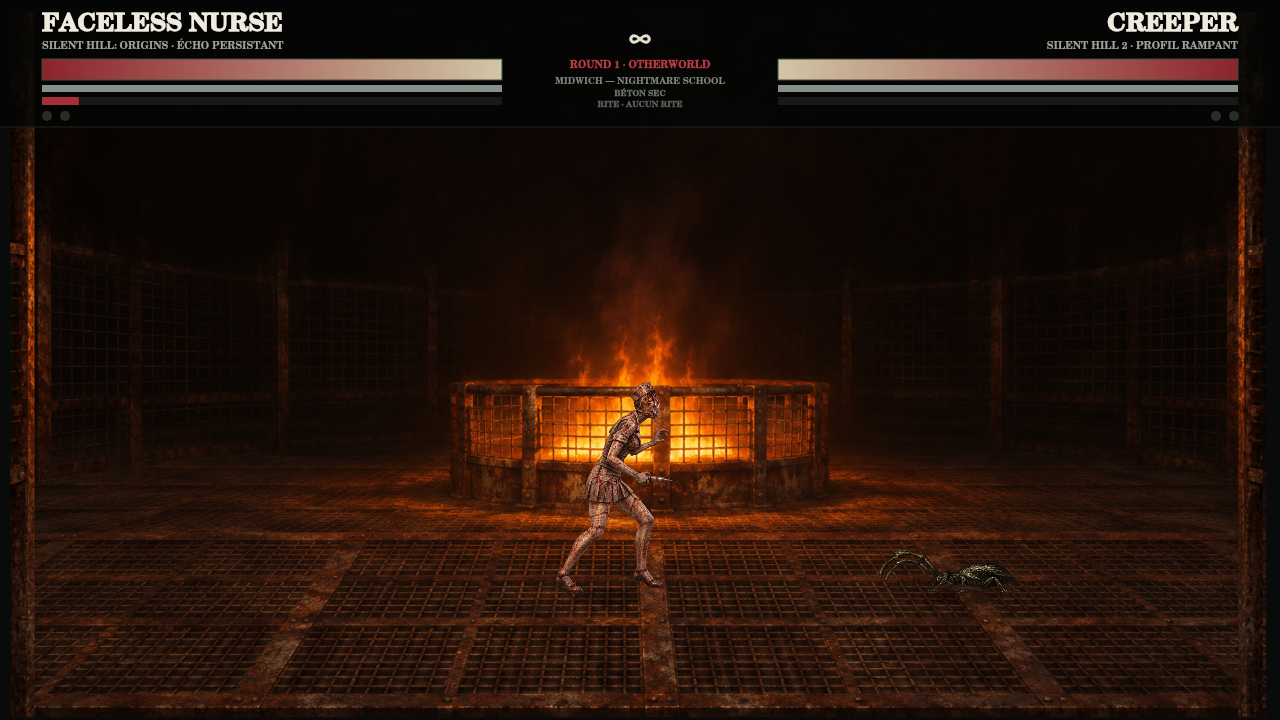 FACELESS NURSE
SILENT HILL: ORIGINS · ÉCHO PERSISTANT
∞
ROUND 1 · OTHERWORLD
MIDWICH — NIGHTMARE SCHOOL
BÉTON SEC
RITE · AUCUN RITE
CREEPER
SILENT HILL 2 · PROFIL RAMPANT